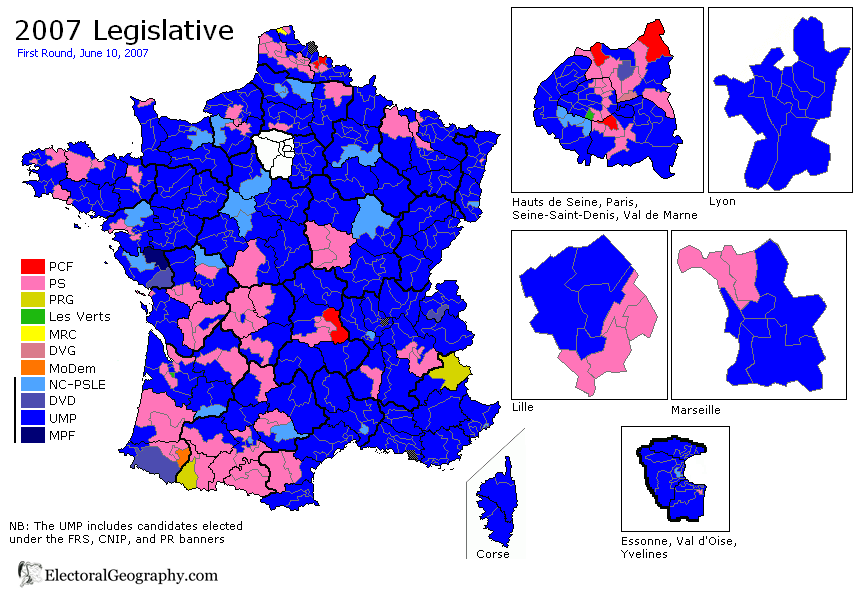 2007 Legislative
First Round, June 10, 2007
Hauts de Seine, Paris,
Seine-Saint-Denis, Val de Marne
Lyon
PCF
PS
PRG
Les Verts
MRC
DVG
MoDem
NC-PSLE
DVD
UMP
MPF
Lille
Marseille
NB: The UMP includes candidates elected
under the FRS, CNIP, and PR banners
Corse
Essonne, Val d'Oise,
Yvelines
ElectoralGeography.com